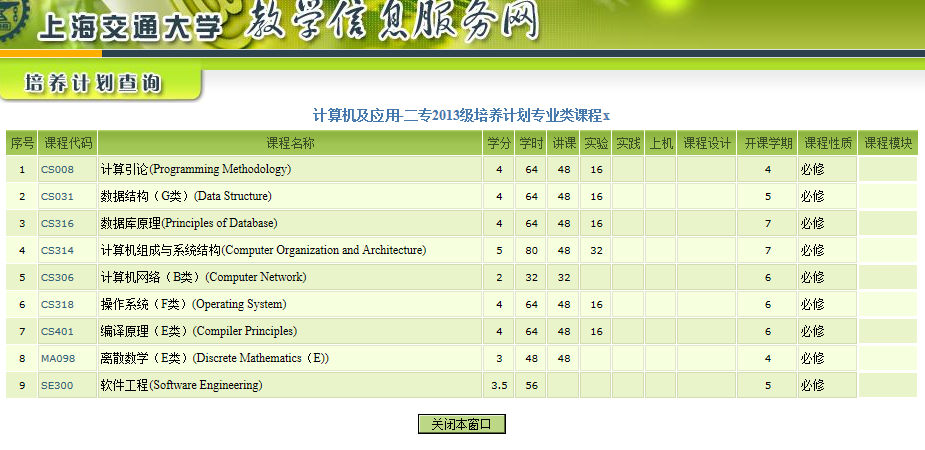 上海交通大学 教学信息服务网
培养计划查询
计算机及应用-二专2013级培养计划专业类课程x
序号 课程代码 课程名称 学分 学时 讲课 实验 实践 上机 课程设计 开课学期 课程性质 课程模块
1 CS008 计算引论(Programming Methodology) 4 64 48 16 4 必修
2 CS031 数据结构（G类）(Data Structure) 4 64 48 16 5 必修
3 CS316 数据库原理(Principles of Database) 4 64 48 16 7 必修
4 CS314 计算机组成与系统结构(Computer Organization and Architecture) 5 80 48 32 7 必修
5 CS306 计算机网络（B类）(Computer Network) 2 32 32 6 必修
6 CS318 操作系统（F类）(Operating System) 4 64 48 16 6 必修
7 CS401 编译原理（E类）(Compiler Principles) 4 64 48 16 6 必修
8 MA098 离散数学（E类）(Discrete Mathematics（E)) 3 48 48 4 必修
9 SE300 软件工程(Software Engineering) 3.5 56 5 必修
关闭本窗口